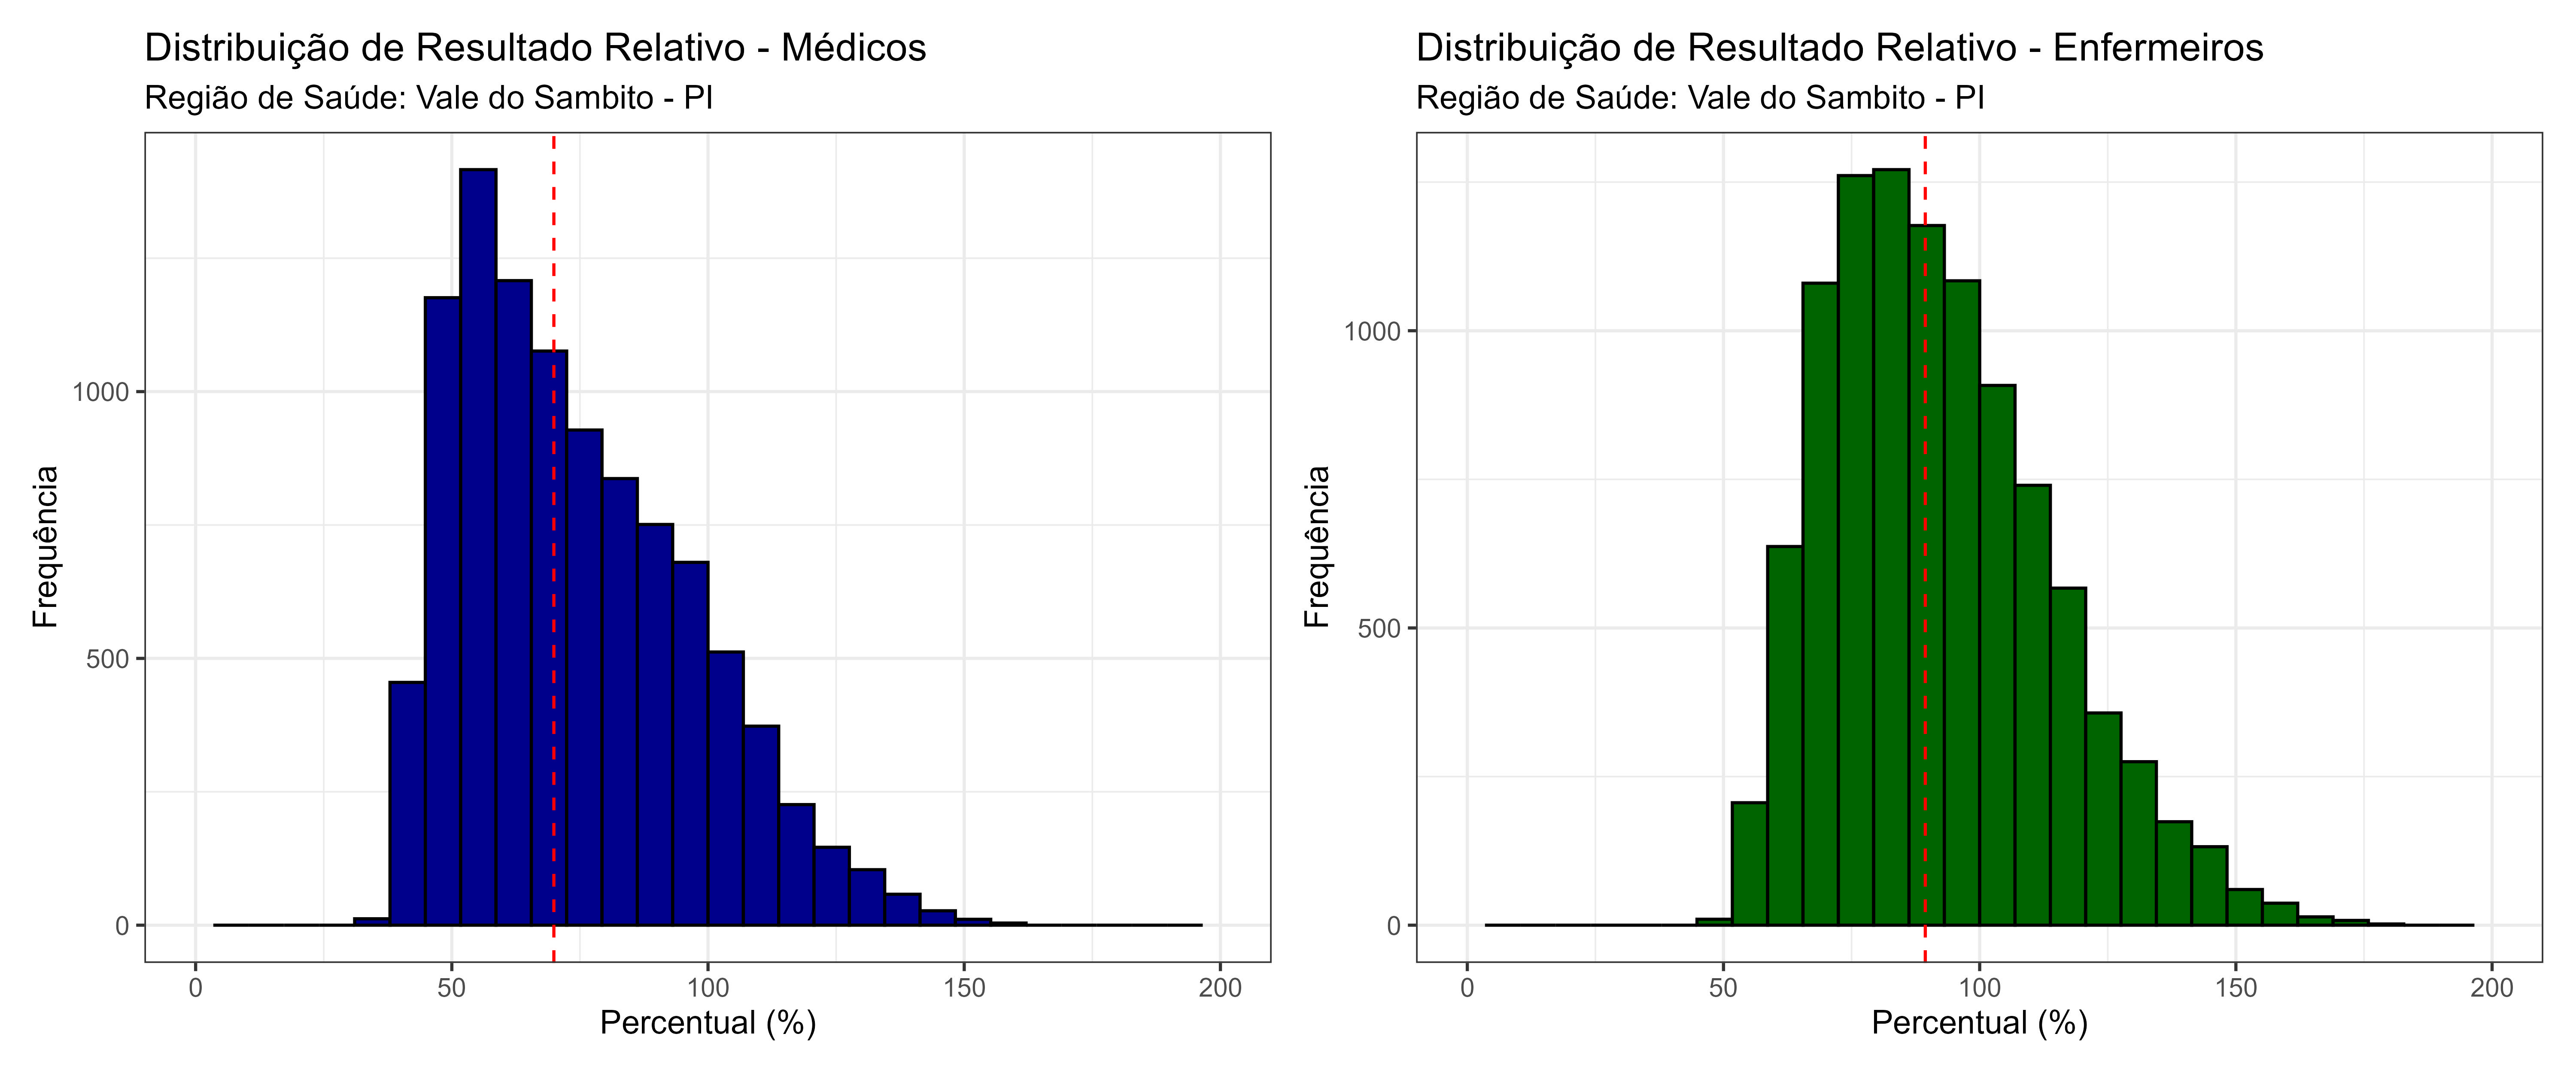 Distribuição de Resultado Relativo - Médicos
Região de Saúde: Vale do Sambito - PI
Frequência
1000
500
0
0 50 100 150 200
Percentual (%)
Distribuição de Resultado Relativo - Enfermeiros
Região de Saúde: Vale do Sambito - PI
Frequência
1000
500
0
0 50 100 150 200
Percentual (%)